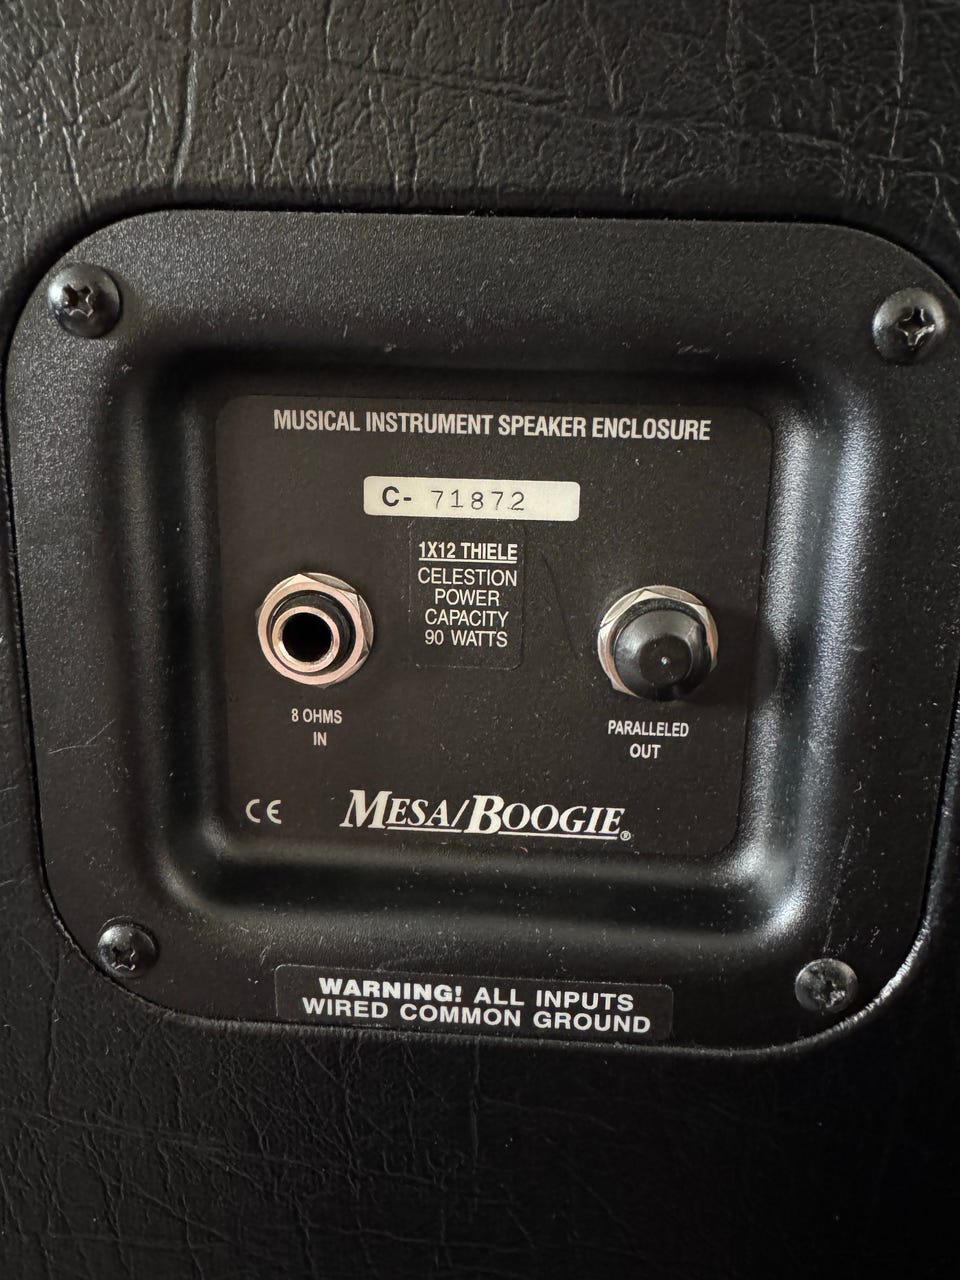 MUSICAL INSTRUMENT SPEAKER ENCLOSURE
C- 71872
1X12 THIELE
CELESTION
POWER
CAPACITY
90 WATTS
8 OHMS
IN
PARALLELED
OUT
CE
MESA/BOOGIE®
WARNING! ALL INPUTS
WIRED COMMON GROUND